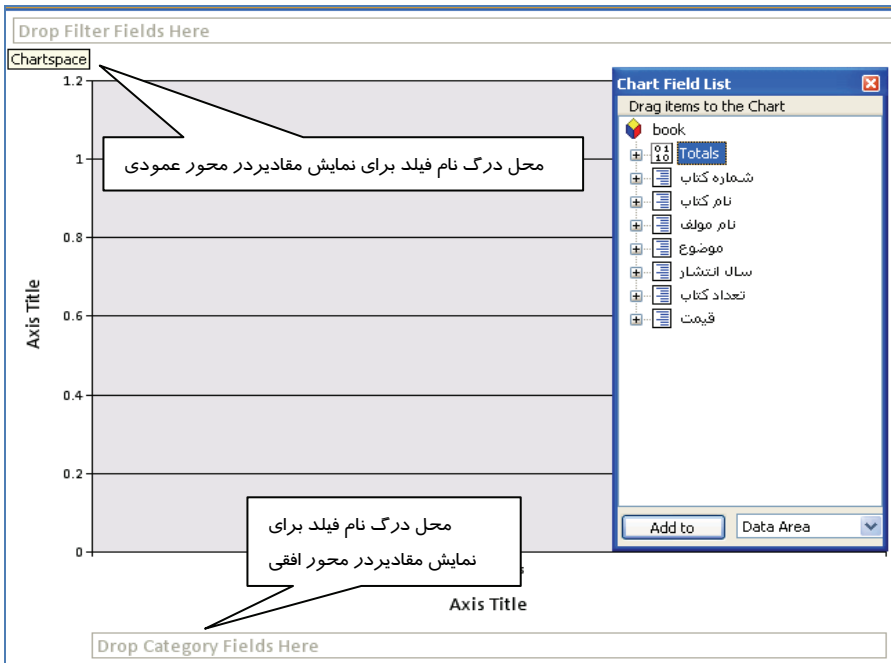 Drop Filter Fields Here
Chartspace
1.2
1
0.8
0.6
0.4
0.2
0
Axis Title
محل درگ نام فیلد برای نمایش مقادیردر محور عمودی
Chart Field List
Drag items to the Chart
book
Totals
شماره کتاب
نام کتاب
نام مولف
موضوع
سال انتشار
تعداد کتاب
قیمت
Add to
Data Area
محل درگ نام فیلد برای
نمایش مقادیردر محور افقی
Axis Title
Drop Category Fields Here